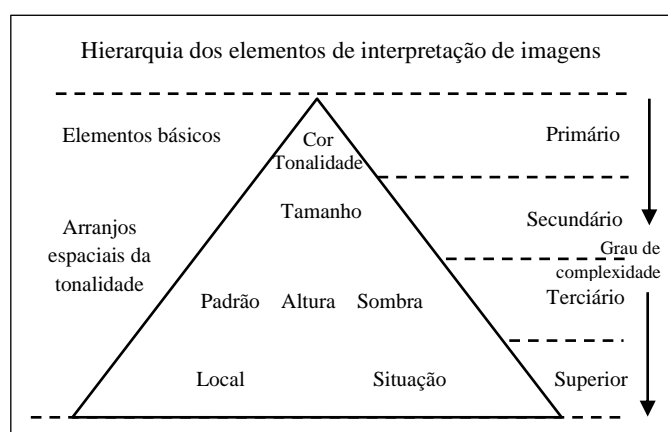 Hierarquia dos elementos de interpretação de imagens
Elementos básicos
Cor
Tonalidade
Primário
Tamanho
Arranjos
espaciais da
tonalidade
Secundário
Grau de
complexidade
Padrão Altura Sombra
Terciário
Local Situação
Superior